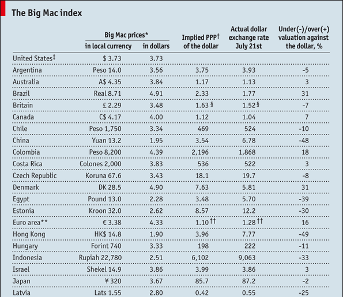 The Big Mac index
Big Mac prices* Implied PPP† of the dollar Actual dollar exchange rate July 21st Under(-)/over(+) valuation against the dollar, %
in local currency in dollars
United States‡ $ 3.73 3.73
Argentina Peso 14.0 3.56 3.75 3.93 -5
Australia A$ 4.35 3.84 1.17 1.13 3
Brazil Real 8.71 4.91 2.33 1.77 31
Britain £ 2.29 3.48 1.63 § 1.52 § -7
Canada C$ 4.17 4.00 1.12 1.04 7
Chile Peso 1,750 3.34 469 524 -10
China Yuan 13.2 1.95 3.54 6.78 -48
Colombia Peso 8,200 4.39 2,196 1,868 18
Costa Rica Colones 2,000 3.83 536 522 3
Czech Republic Koruna 67.6 3.43 18.1 19.7 -8
Denmark DK 28.5 4.90 7.63 5.81 31
Egypt Pound 13.0 2.28 3.48 5.70 -39
Estonia Kroon 32.0 2.62 8.57 12.2 -30
Euro area** € 3.38 4.33 1.10 †† 1.28 †† 16
Hong Kong HK$ 14.8 1.90 3.96 7.77 -49
Hungary Forint 740 3.33 198 222 -11
Indonesia Rupiah 22,780 2.51 6,102 9,063 -33
Israel Shekel 14.9 3.86 3.99 3.86 3
Japan ¥ 320 3.67 85.7 87.2 -2
Latvia Lats 1.55 2.80 0.42 0.55 -25